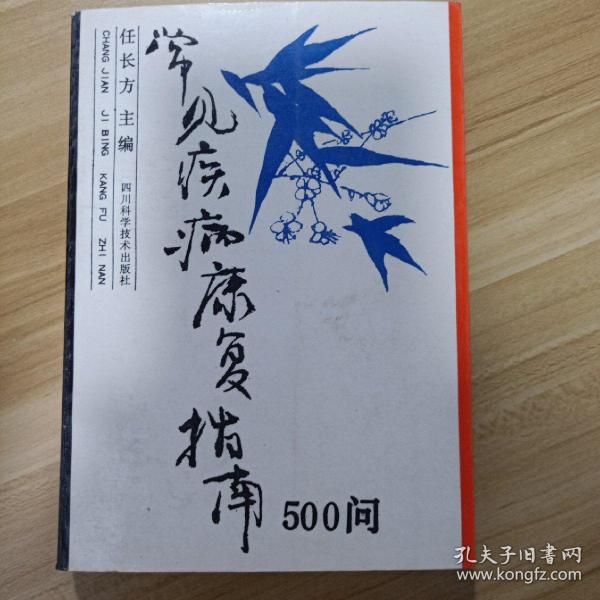 常见疾病康复指南
500问
任长方 主编
四川科学技术出版社
CHANG JIAN JI BING KANG FU ZHI NAN
孔夫子旧书网
www.kongfz.com